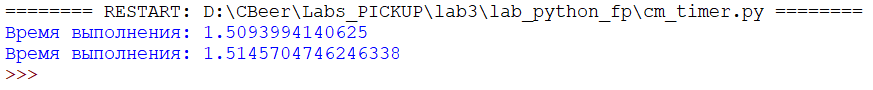 ======== RESTART: D:\CBeer\Labs_PICKUP\lab3\lab_python_fp\cm_timer.py ========
Время выполнения: 1.5093994140625
Время выполнения: 1.5145704746246338
>>>